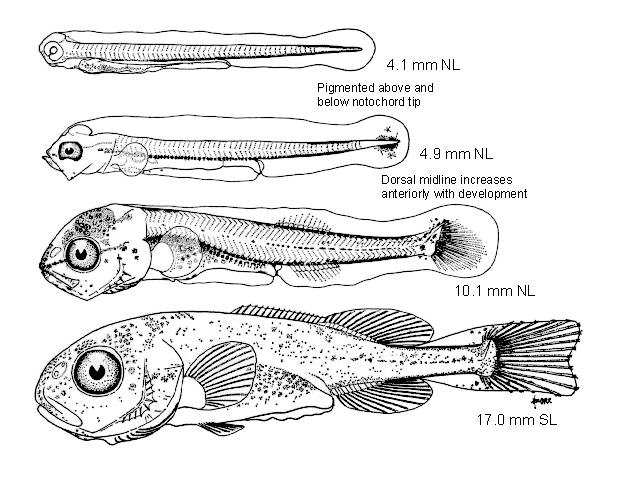 4.1 mm NL
Pigmented above and
below notochord tip
4.9 mm NL
Dorsal midline increases
anteriorly with development
10.1 mm NL
17.0 mm SL